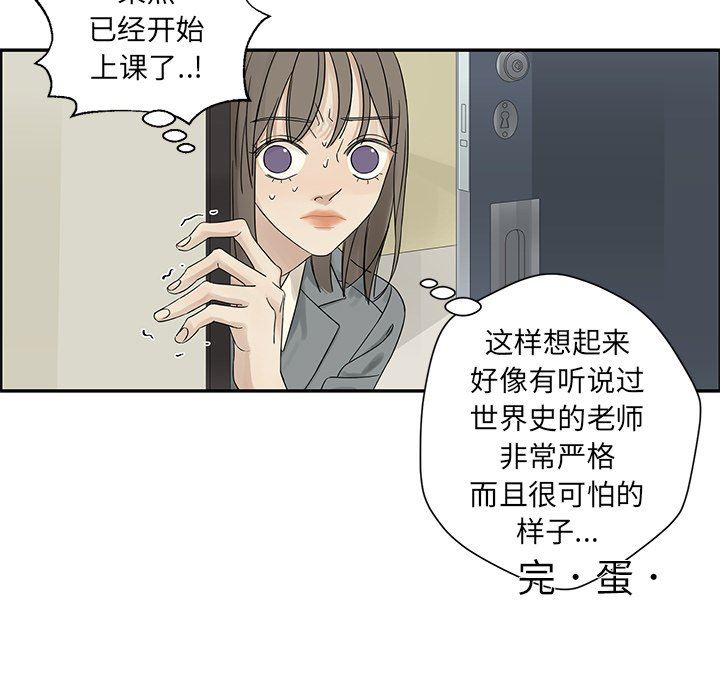 已经开始
上课了..!
这样想起来
好像有听说过
世界史的老师
非常严格
而且很可怕的
样子...
完·蛋·